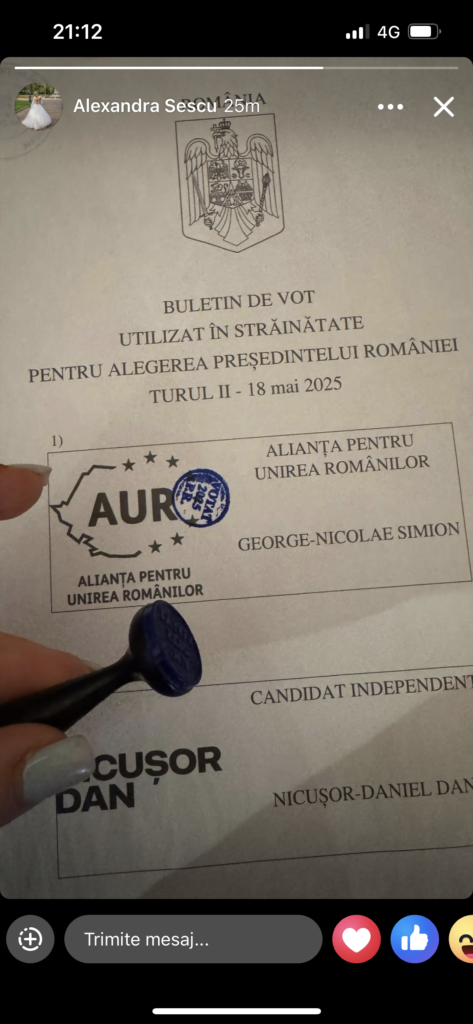 21:12
4G
ROMÂNIA
Alexandra Sescu 25m
BULETIN DE VOT
UTILIZAT ÎN STRĂINĂTATE
PENTRU ALEGEREA PREȘEDINTELUI ROMÂNIEI
TURUL II - 18 mai 2025
1)
AUR
VOTAT
2025
P.R.
ALIANȚA PENTRU
UNIREA ROMÂNILOR
ALIANȚA PENTRU
UNIREA ROMÂNILOR
GEORGE-NICOLAE SIMION
CANDIDAT INDEPENDENT
NICUȘOR
DAN
NICUȘOR-DANIEL DAN
Trimite mesaj...